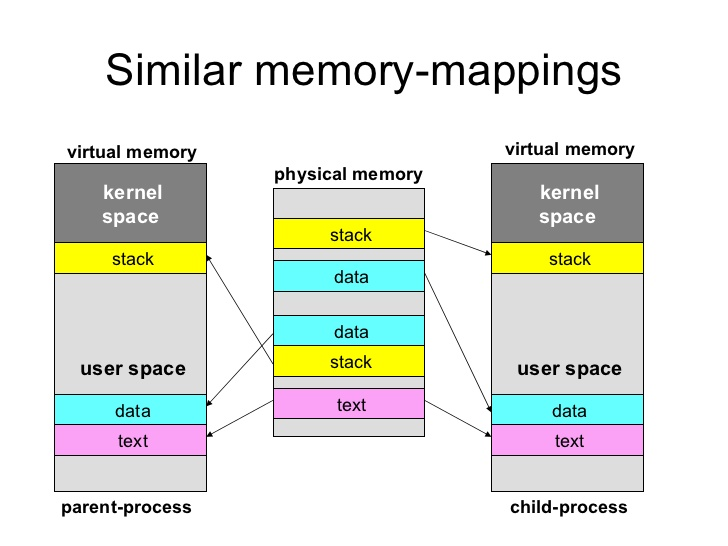 Similar memory-mappings
virtual memory
kernel
space
stack
user space
data
text
parent-process
physical memory
stack
data
data
stack
text
virtual memory
kernel
space
stack
user space
data
text
child-process